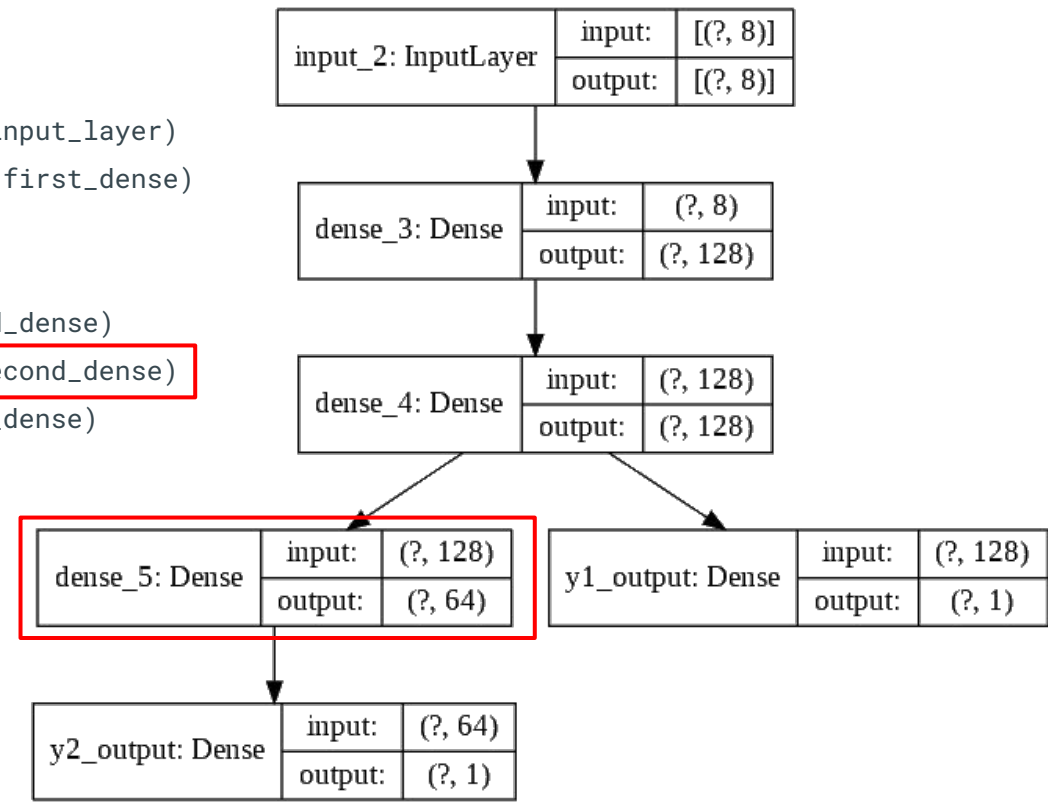 input_2: InputLayer
input: [(?, 8)]
output: [(?, 8)]
nput_layer)
first_dense)
dense_3: Dense
input: (?, 8)
output: (?, 128)
_dense)
econd_dense)
dense)
dense_4: Dense
input: (?, 128)
output: (?, 128)
dense_5: Dense
input: (?, 128)
output: (?, 64)
y1_output: Dense
input: (?, 128)
output: (?, 1)
y2_output: Dense
input: (?, 64)
output: (?, 1)